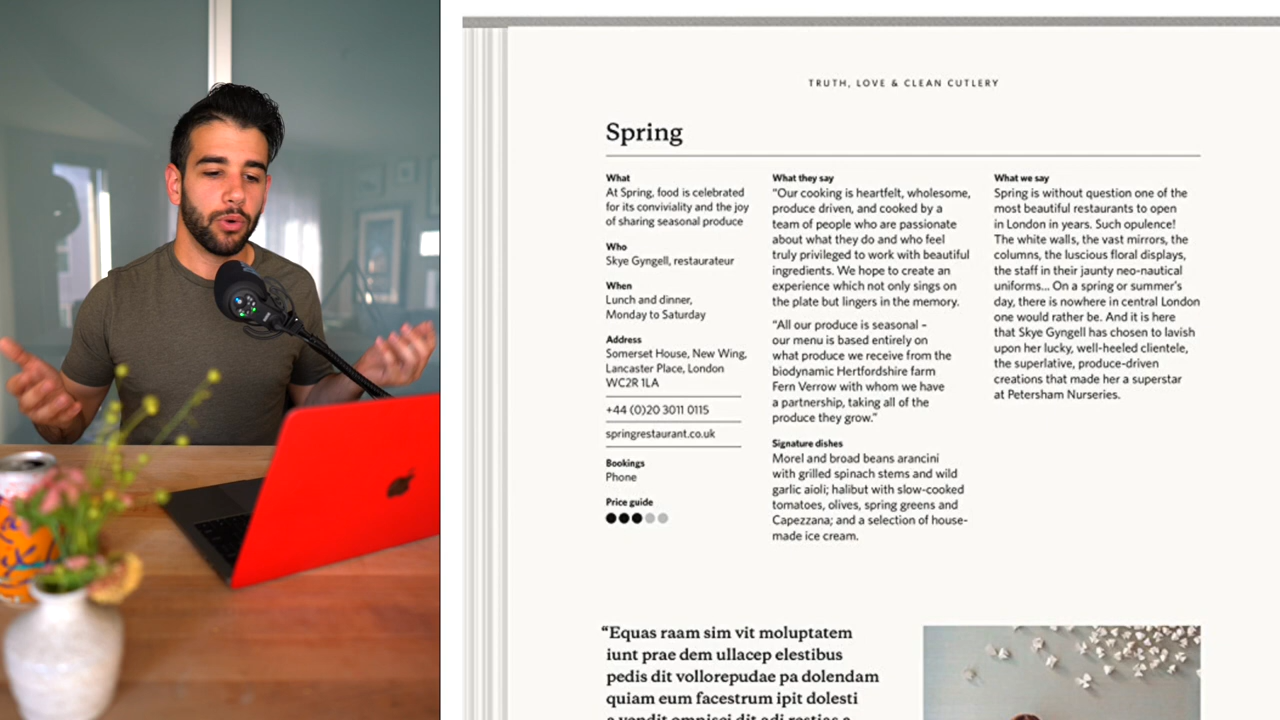 TRUTH, LOVE & CLEAN CUTLERY
Spring
What
At Spring, food is celebrated
for its conviviality and the joy
of sharing seasonal produce
Who
Skye Gyngell, restaurateur
When
Lunch and dinner,
Monday to Saturday
Address
Somerset House, New Wing,
Lancaster Place, London
WC2R 1LA
+44 (0)20 3011 0115
springrestaurant.co.uk
Bookings
Phone
Price guide
What they say
“Our cooking is heartfelt, wholesome,
produce driven, and cooked by a
team of people who are passionate
about what they do and who feel
truly privileged to work with beautiful
ingredients. We hope to create an
experience which not only sings on
the plate but lingers in the memory.
“All our produce is seasonal –
our menu is based entirely on
what produce we receive from the
biodynamic Hertfordshire farm
Fern Verrow with whom we have
a partnership, taking all of the
produce they grow.”
Signature dishes
Morel and broad beans arancini
with grilled spinach stems and wild
garlic aioli; halibut with slow-cooked
tomatoes, olives, spring greens and
Capezzana; and a selection of house-
made ice cream.
What we say
Spring is without question one of the
most beautiful restaurants to open
in London in years. Such opulence!
The white walls, the vast mirrors, the
columns, the luscious floral displays,
the staff in their jaunty neo-nautical
uniforms... On a spring or summer's
day, there is nowhere in central London
one would rather be. And it is here
that Skye Gyngell has chosen to lavish
upon her lucky, well-heeled clientele,
the superlative, produce-driven
creations that made her a superstar
at Petersham Nurseries.
“Equas raam sim vit moluptatem
iunt prae dem ullacep elestibus
pedis dit vollorepudae pa dolendam
quiam eum facestrum ipit dolesti